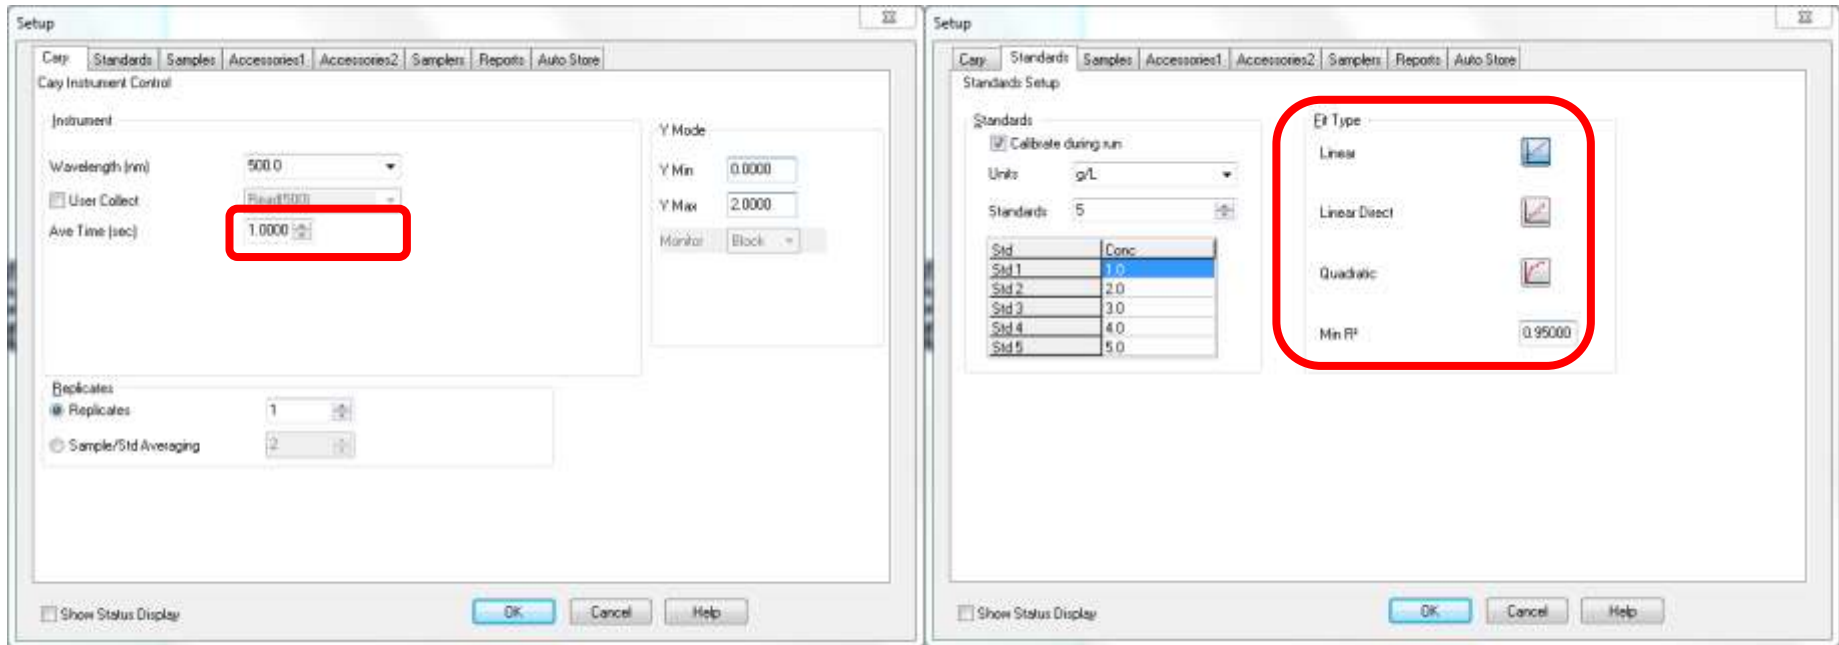 Setup
Cary Standards Samples Accessories1 Accessories2 Samplers Reports Auto Store
Cary Instrument Control
Instrument
Wavelength (nm) 500.0
User Collect Read(500)
Ave Time (sec) 1.0000
Y Mode
Y Min 0.0000
Y Max 2.0000
Monitor Block
Replicates
Replicates 1
Sample/Std Averaging 2
Show Status Display OK Cancel Help
Setup
Cary Standards Samples Accessories1 Accessories2 Samplers Reports Auto Store
Standards Setup
Standards
Calibrate during run
Units g/L
Standards 5
Std Conc
Std 1 1.0
Std 2 2.0
Std 3 3.0
Std 4 4.0
Std 5 5.0
Fit Type
Linear
Linear Direct
Quadratic
Min R² 0.95000
Show Status Display OK Cancel Help